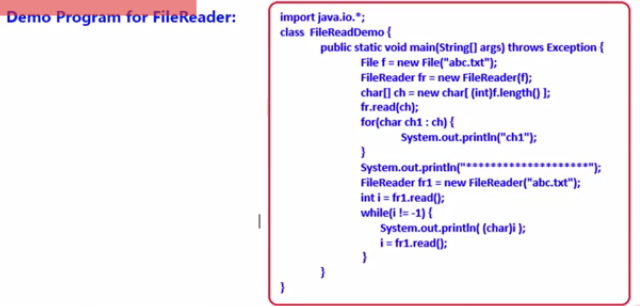 Demo Program for FileReader:
import java.io.*;
class FileReadDemo {
public static void main(String[] args) throws Exception {
File f = new File("abc.txt");
FileReader fr = new FileReader(f);
char[] ch = new char[ (int)f.length() ];
fr.read(ch);
for(char ch1 : ch) {
System.out.println("ch1");
}
System.out.println("********************");
FileReader fr1 = new FileReader("abc.txt");
int i = fr1.read();
while(i != -1) {
System.out.println( (char)i );
i = fr1.read();
}
}
}